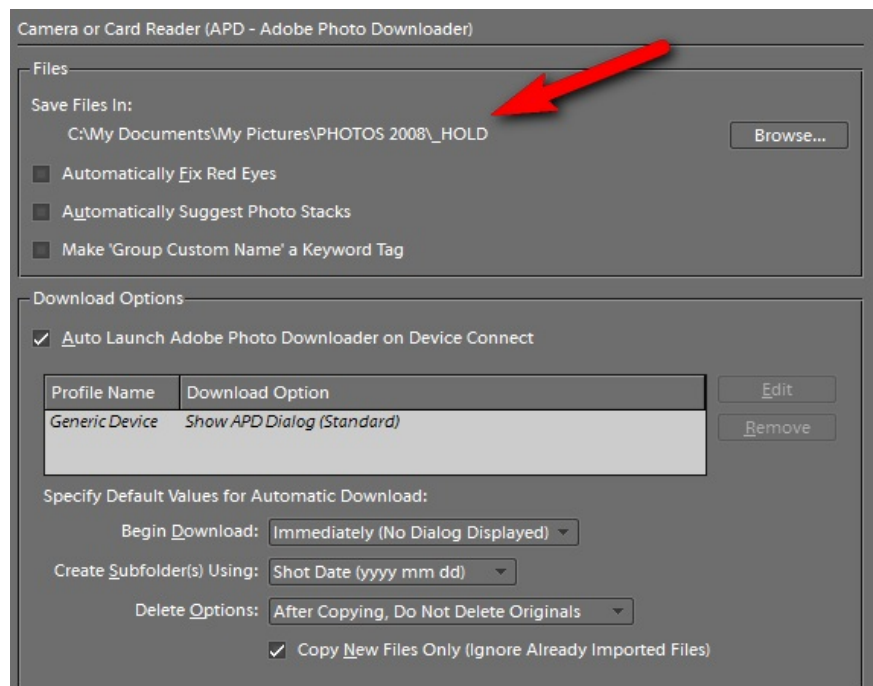 Camera or Card Reader (APD - Adobe Photo Downloader)
Files
Save Files In:
C:\My Documents\My Pictures\PHOTOS 2008\_HOLD
Browse...
Automatically Fix Red Eyes
Automatically Suggest Photo Stacks
Make 'Group Custom Name' a Keyword Tag
Download Options
Auto Launch Adobe Photo Downloader on Device Connect
Profile Name Download Option
Edit
Generic Device Show APD Dialog (Standard)
Remove
Specify Default Values for Automatic Download:
Begin Download: Immediately (No Dialog Displayed)
Create Subfolder(s) Using: Shot Date (yyyy mm dd)
Delete Options: After Copying, Do Not Delete Originals
Copy New Files Only (Ignore Already Imported Files)